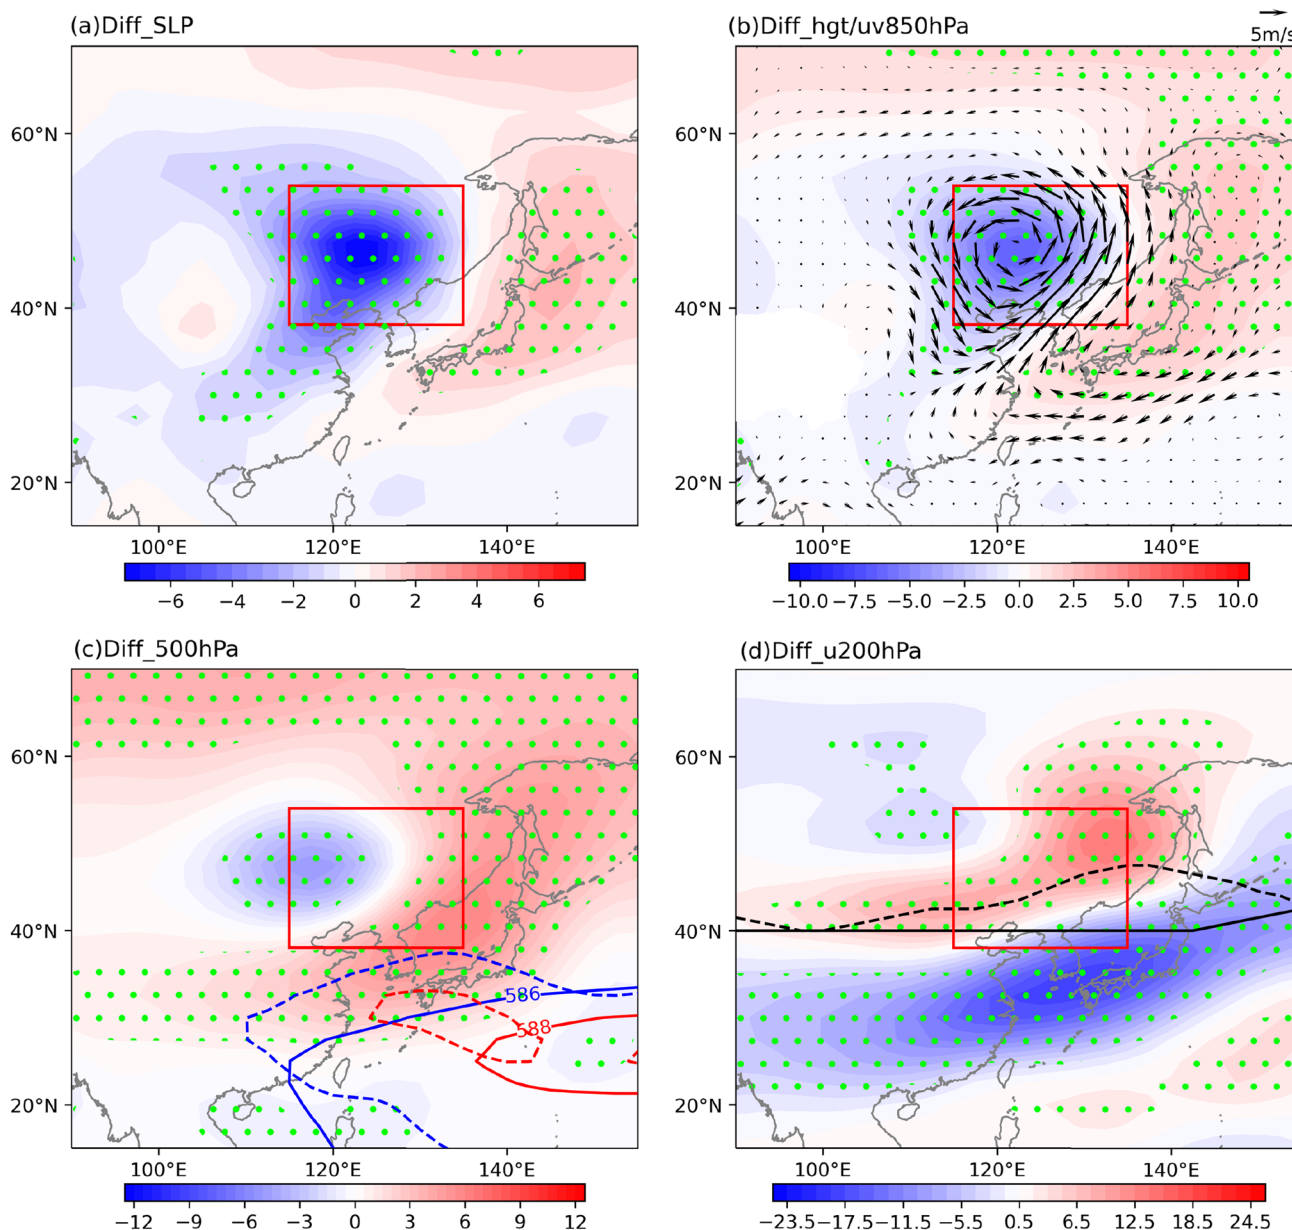 (a)Diff_SLP
(b)Diff_hgt/uv850hPa
5m/s
60°N
40°N
20°N
100°E 120°E 140°E
−6 −4 −2 0 2 4 6
60°N
40°N
20°N
100°E 120°E 140°E
−10.0 −7.5 −5.0 −2.5 0.0 2.5 5.0 7.5 10.0
(c)Diff_500hPa
(d)Diff_u200hPa
60°N
40°N
20°N
586
588
100°E 120°E 140°E
−12 −9 −6 −3 0 3 6 9 12
60°N
40°N
20°N
100°E 120°E 140°E
−23.5 −17.5 −11.5 −5.5 0.5 6.5 12.5 18.5 24.5